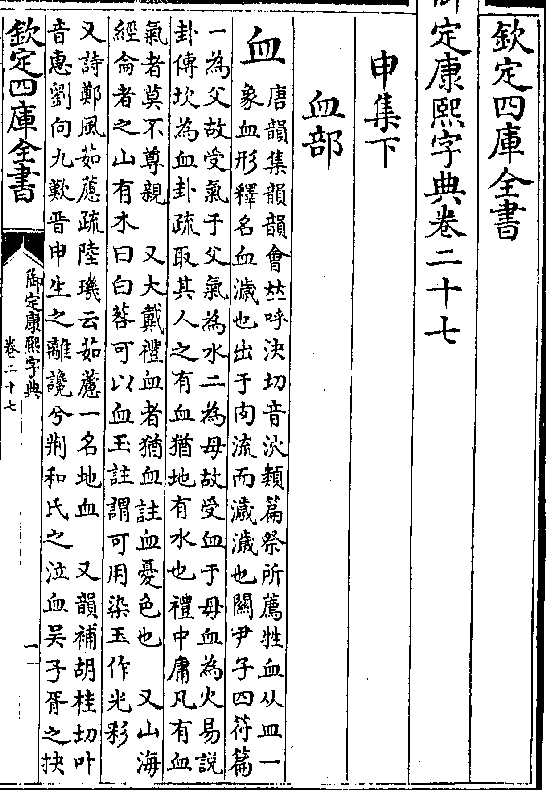 欽定四庫全書
御定康熙字典卷二十七
申集下
血部
血
唐韻集韻韻會𠀤呼決切音泬類篇祭所薦牲血从皿一
象血形釋名血濊也出于肉流而濊濊也關尹子四符篇
一為父故受氣于父氣為水二為母故受血于母血為火易説
卦傳坎為血卦疏取其人之有血猶地有水也禮中庸凡有血
氣者莫不尊親 又大戴禮血者猶血註血憂色也 又山海
經侖者之山有木曰白䓘可以血玉註謂可用染玉作光彩
又詩鄭風茹藘疏陸璣云茹藘一名地血 又韻補胡桂切叶
音惠劉向九歎晉申生之離讒兮荆和氏之泣血吳子胥之抉
欽定四庫全書
御定康熙字典
卷二十七
一